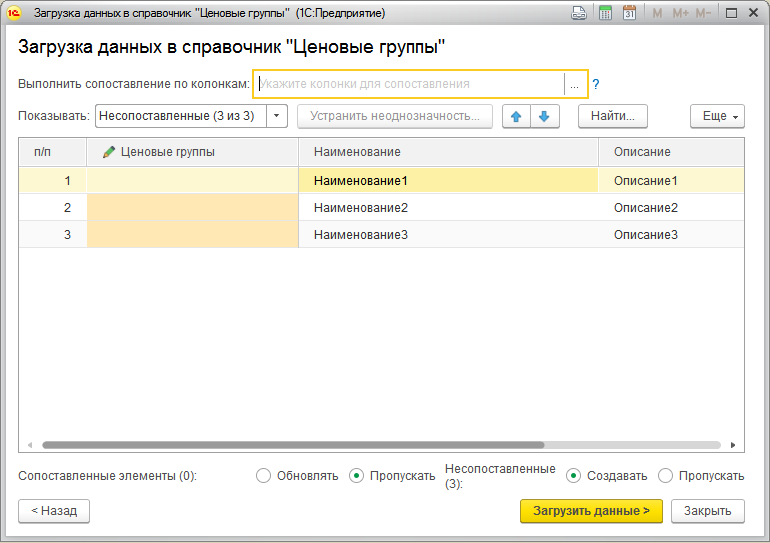 Загрузка данных в справочник "Ценовые группы" (1С:Предприятие)
31 M M+ M-
Загрузка данных в справочник "Ценовые группы"
Выполнить сопоставление по колонкам: Укажите колонки для сопоставления ... ?
Показывать: Несопоставленные (3 из 3) Устранить неоднозначность... Найти... Еще
п/п Ценовые группы Наименование Описание
1 Наименование1 Описание1
2 Наименование2 Описание2
3 Наименование3 Описание3
Сопоставленные элементы (0): Обновлять Пропускать Несопоставленные (3): Создавать Пропускать
< Назад Загрузить данные > Закрыть